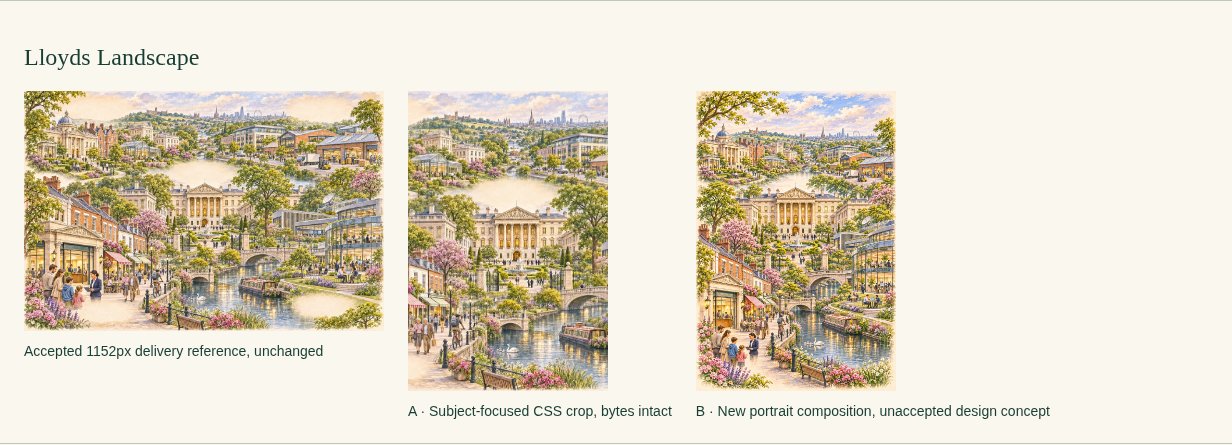 Lloyds Landscape
Accepted 1152px delivery reference, unchanged
A · Subject-focused CSS crop, bytes intact
B · New portrait composition, unaccepted design concept